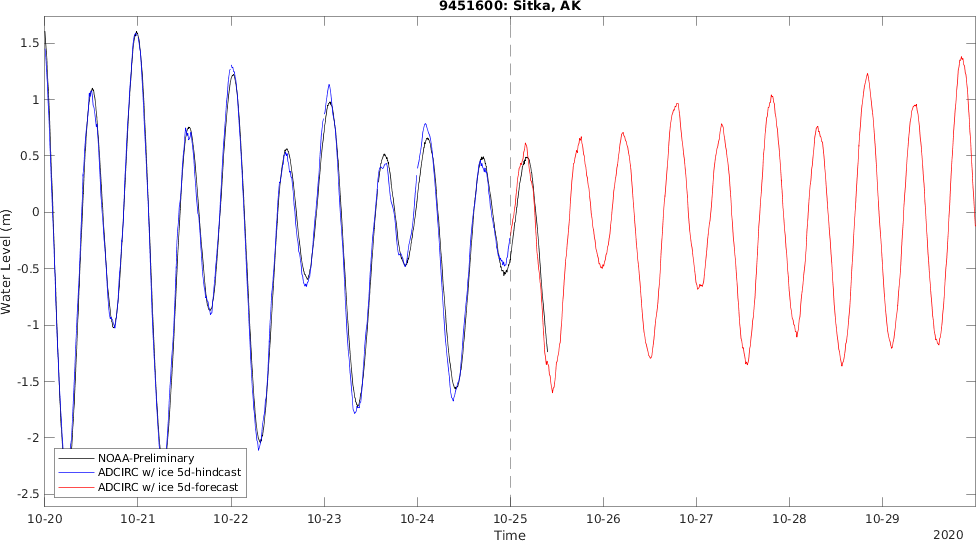 9451600: Sitka, AK
1.5
1
0.5
0
-0.5
-1
-1.5
-2
-2.5
Water Level (m)
NOAA-Preliminary
ADCIRC w/ ice 5d-hindcast
ADCIRC w/ ice 5d-forecast
10-20 10-21 10-22 10-23 10-24 10-25 10-26 10-27 10-28 10-29
Time
2020